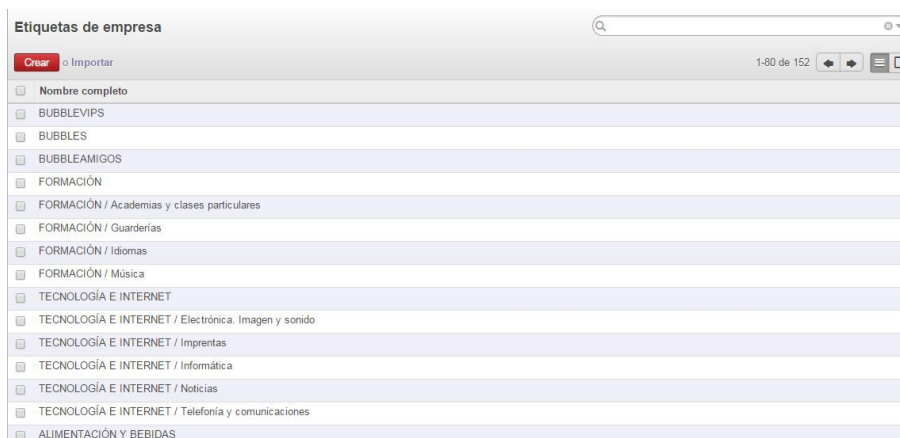 Etiquetas de empresa
Crear o Importar
1-80 de 152
Nombre completo
BUBBLEVIPS
BUBBLES
BUBBLEAMIGOS
FORMACIÓN
FORMACIÓN / Academias y clases particulares
FORMACIÓN / Guarderías
FORMACIÓN / Idiomas
FORMACIÓN / Música
TECNOLOGÍA E INTERNET
TECNOLOGÍA E INTERNET / Electrónica. Imagen y sonido
TECNOLOGÍA E INTERNET / Imprentas
TECNOLOGÍA E INTERNET / Informática
TECNOLOGÍA E INTERNET / Noticias
TECNOLOGÍA E INTERNET / Telefonía y comunicaciones
ALIMENTACIÓN Y BEBIDAS